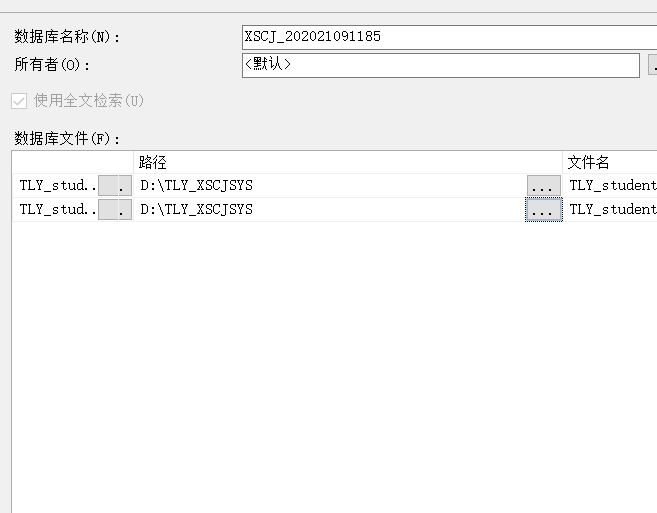 数据库名称(N):
XSCJ_202021091185
所有者(O):
<默认>
使用全文检索(U)
数据库文件(F):
路径 文件名
TLY_stud.. . D:\TLY_XSCJSYS ... TLY_student
TLY_stud.. . D:\TLY_XSCJSYS ... TLY_student